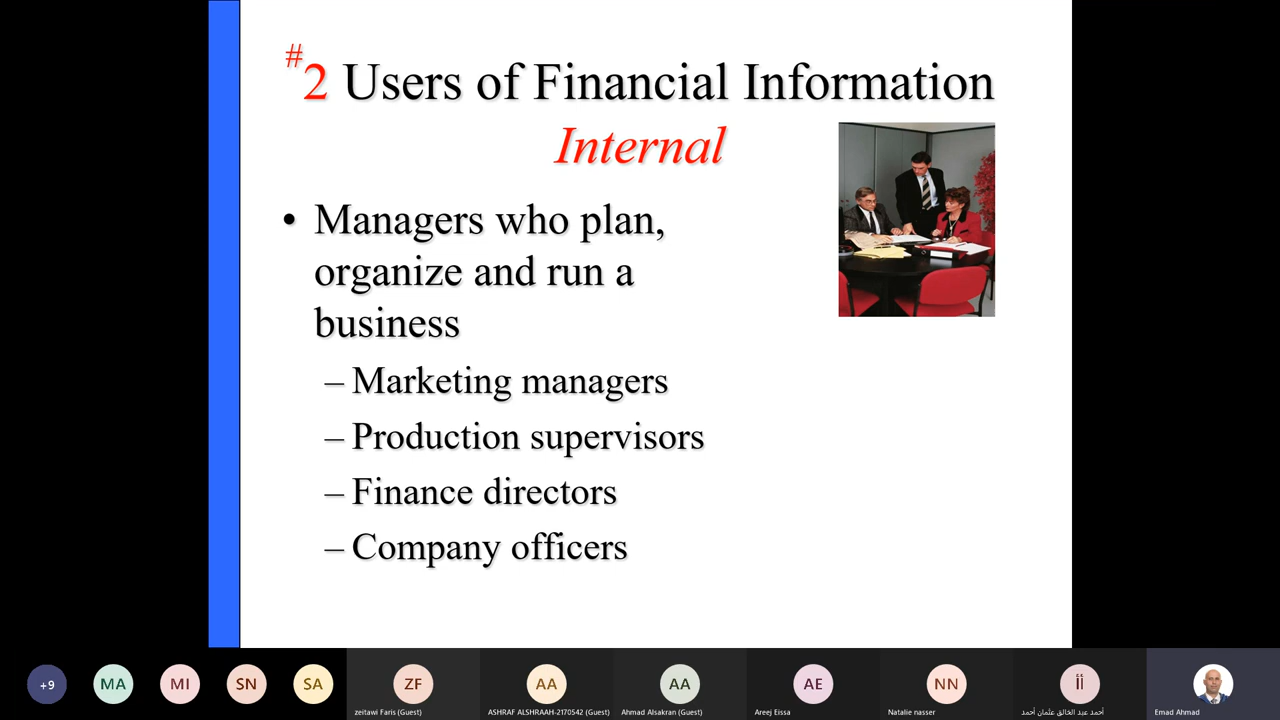 #2 Users of Financial Information
Internal
• Managers who plan,
organize and run a
business
– Marketing managers
– Production supervisors
– Finance directors
– Company officers
+9
MA
MI
SN
SA
ZF
AA
AA
AE
NN
أأ
zeitawi Faris (Guest)
ASHRAF ALSHRAAH-2170542 (Guest)
Ahmad Alsakran (Guest)
Areej Eissa
Natalie nasser
أحمد عبد الخالق عثمان أحمد
Emad Ahmad